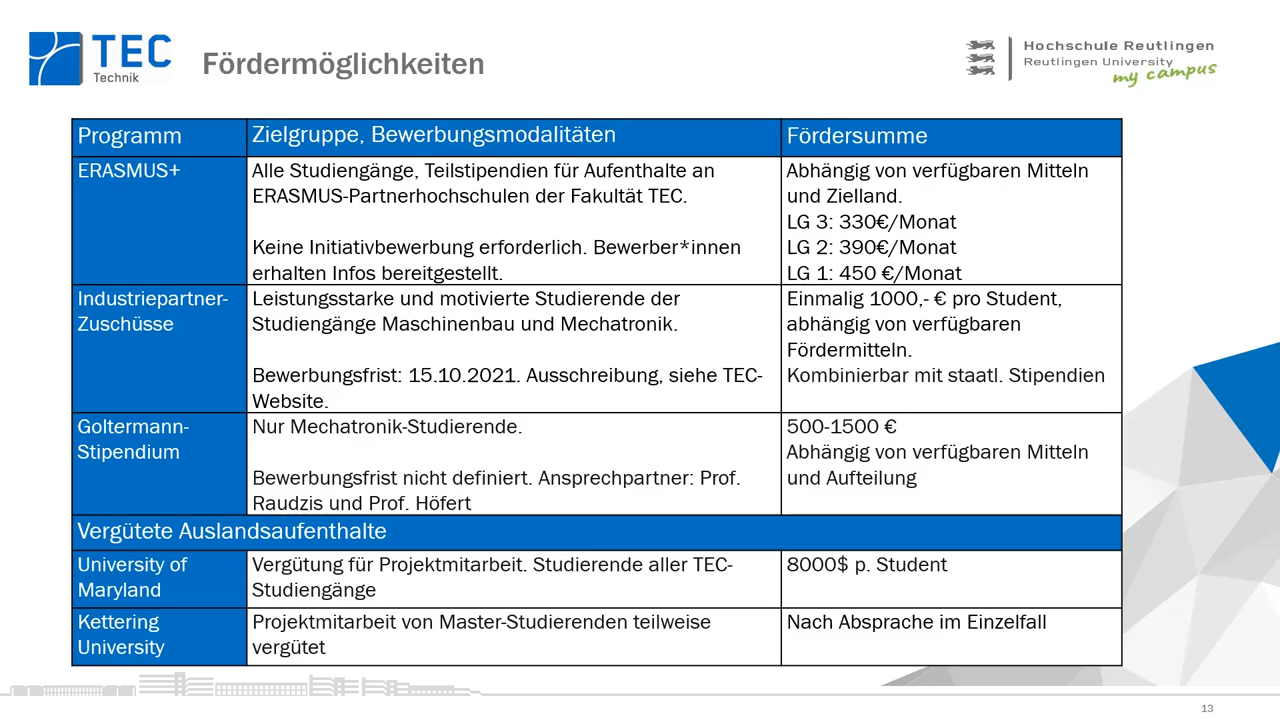 TEC
Technik
Fördermöglichkeiten
Hochschule Reutlingen
Reutlingen University
my campus
Programm
Zielgruppe, Bewerbungsmodalitäten
Fördersumme
ERASMUS+
Alle Studiengänge, Teilstipendien für Aufenthalte an
ERASMUS-Partnerhochschulen der Fakultät TEC.
Keine Initiativbewerbung erforderlich. Bewerber*innen
erhalten Infos bereitgestellt.
Abhängig von verfügbaren Mitteln
und Zielland.
LG 3: 330€/Monat
LG 2: 390€/Monat
LG 1: 450 €/Monat
Industriepartner-
Zuschüsse
Leistungsstarke und motivierte Studierende der
Studiengänge Maschinenbau und Mechatronik.
Bewerbungsfrist: 15.10.2021. Ausschreibung, siehe TEC-
Website.
Einmalig 1000,- € pro Student,
abhängig von verfügbaren
Fördermitteln.
Kombinierbar mit staatl. Stipendien
Goltermann-
Stipendium
Nur Mechatronik-Studierende.
Bewerbungsfrist nicht definiert. Ansprechpartner: Prof.
Raudzis und Prof. Höfert
500-1500 €
Abhängig von verfügbaren Mitteln
und Aufteilung
Vergütete Auslandsaufenthalte
University of
Maryland
Vergütung für Projektmitarbeit. Studierende aller TEC-
Studiengänge
8000$ p. Student
Kettering
University
Projektmitarbeit von Master-Studierenden teilweise
vergütet
Nach Absprache im Einzelfall
13